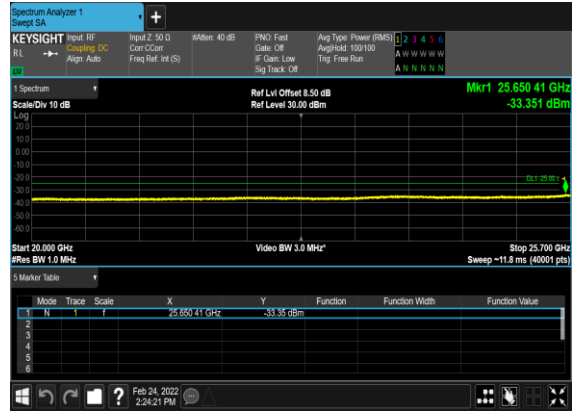 Spectrum Analyzer 1
Swept SA
+
KEYSIGHT Input: RF Input Z: 50 Ω #Atten: 40 dB PNO: Fast Avg Type: Power (RMS) 1 2 3 4 5 6
RL Coupling: DC Corr CCorr Gate: Off Avg|Hold: 100/100 A W W W W W
Align: Auto Freq Ref: Int (S) IF Gain: Low Trig: Free Run
Sig Track: Off A N N N N N
1 Spectrum Ref Lvl Offset 8.50 dB Mkr1 25.650 41 GHz
Scale/Div 10 dB Ref Level 30.00 dBm -33.351 dBm
Log
20.0
10.0
0.00
-10.0
-20.0
DL1 -25.00
-30.0
-40.0
-50.0
-60.0
Start 20.000 GHz Video BW 3.0 MHz* Stop 25.700 GHz
#Res BW 1.0 MHz Sweep ~11.8 ms (40001 pts)
5 Marker Table
Mode Trace Scale X Y Function Function Width Function Value
1 N 1 f 25.650 41 GHz -33.35 dBm
2
3
4
5
6
? Feb 24, 2022
2:24:21 PM